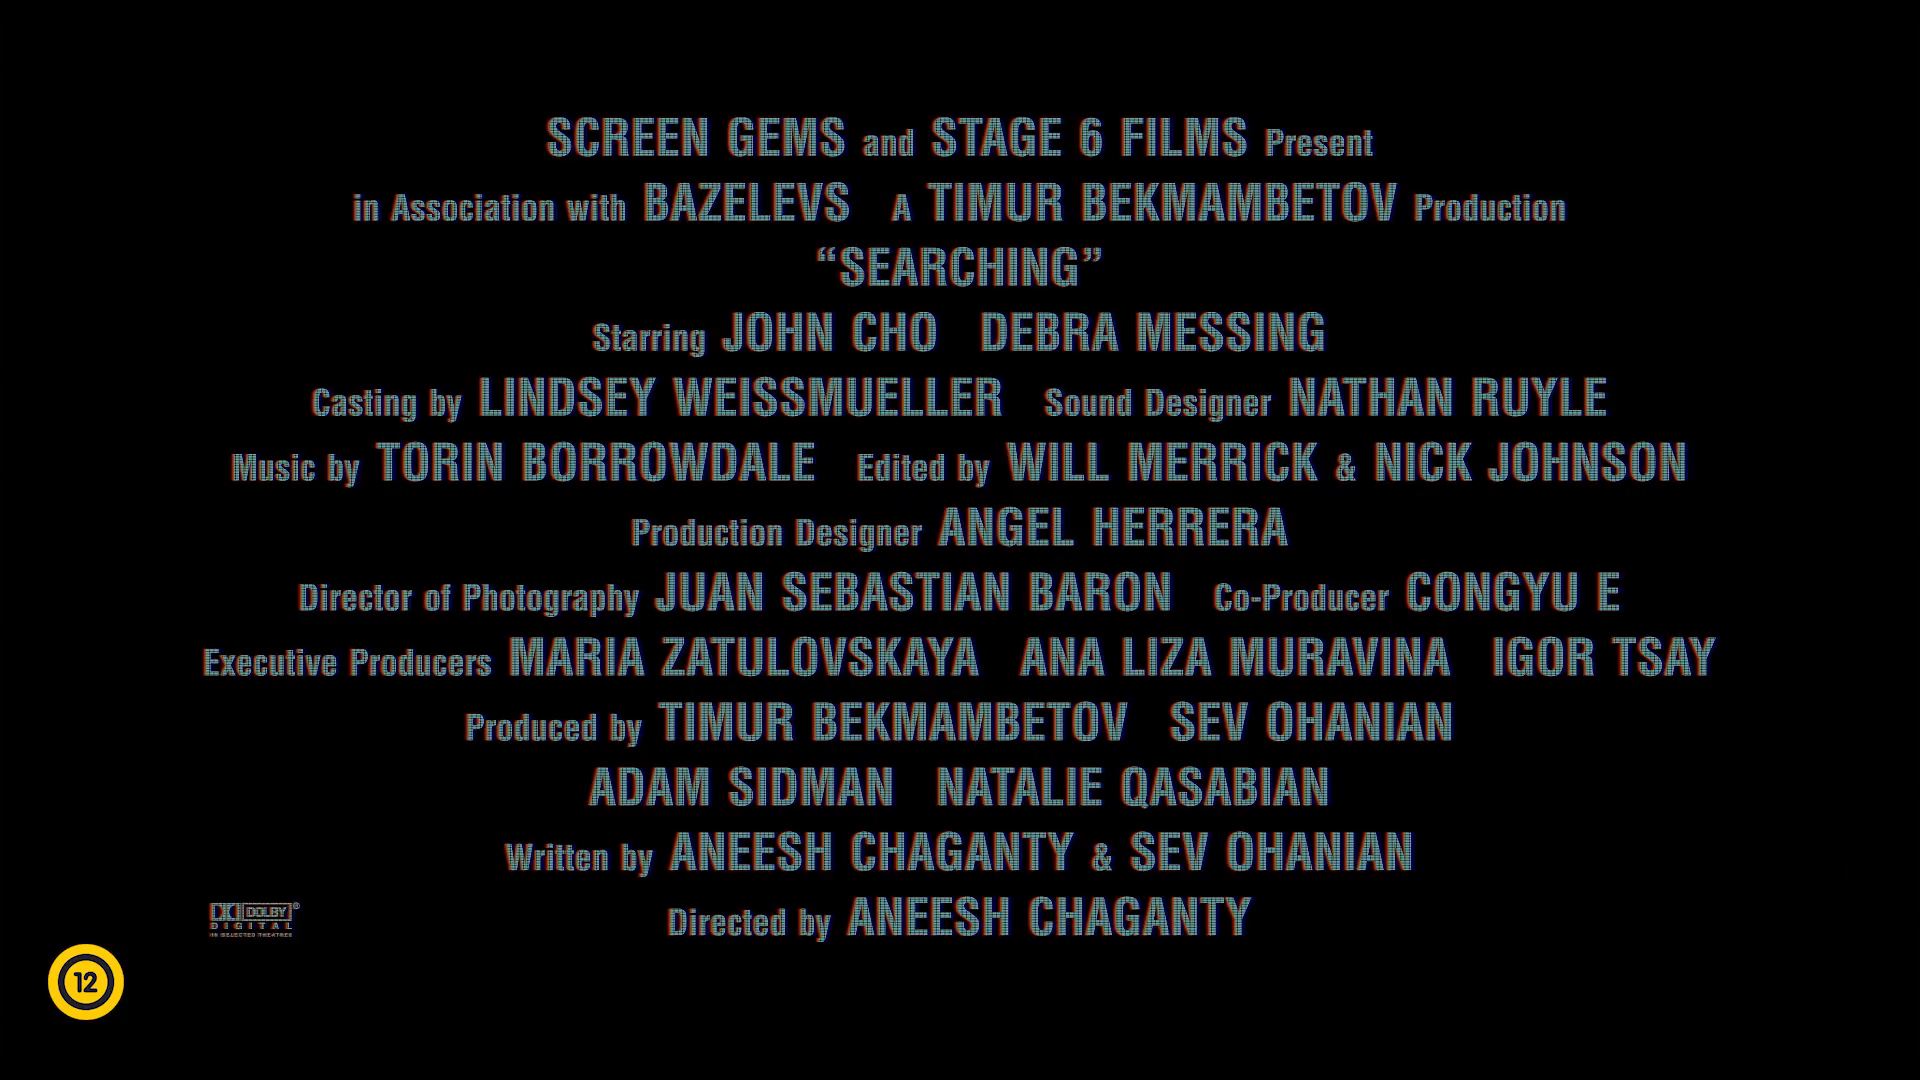 SCREEN GEMS and STAGE 6 FILMS Present
in Association with BAZELEVS A TIMUR BEKMAMBETOV Production
“SEARCHING”
Starring JOHN CHO DEBRA MESSING
Casting by LINDSEY WEISSMUELLER Sound Designer NATHAN RUYLE
Music by TORIN BORROWDALE Edited by WILL MERRICK & NICK JOHNSON
Production Designer ANGEL HERRERA
Director of Photography JUAN SEBASTIAN BARON Co-Producer CONGYU E
Executive Producers MARIA ZATULOVSKAYA ANA LIZA MURAVINA IGOR TSAY
Produced by TIMUR BEKMAMBETOV SEV OHANIAN
ADAM SIDMAN NATALIE QASABIAN
Written by ANEESH CHAGANTY & SEV OHANIAN
Directed by ANEESH CHAGANTY
DOLBY®
DIGITAL
IN SELECTED THEATRES
12